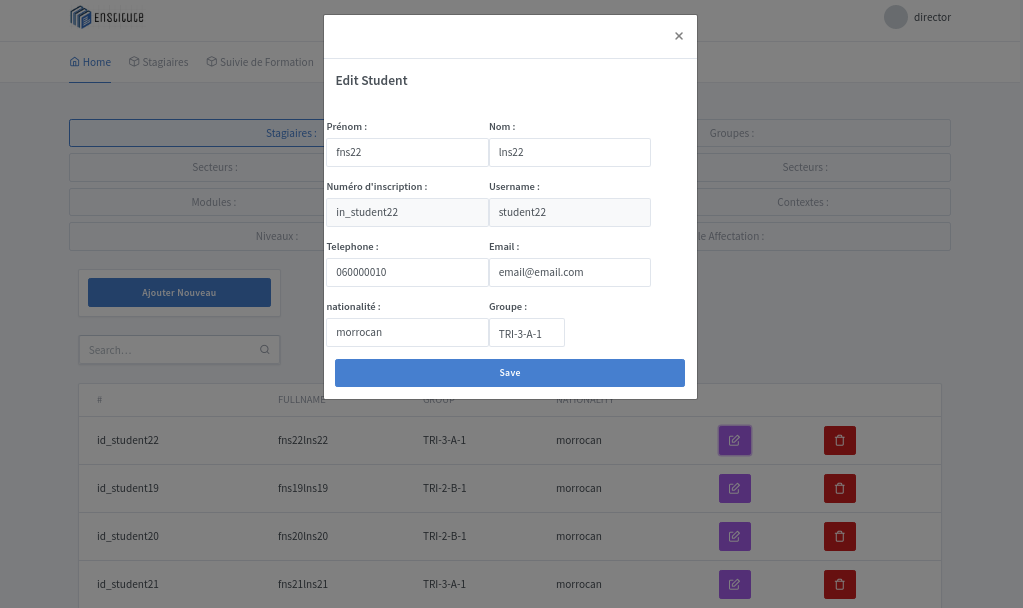 ENSTITUTE
director
Home Stagiaires Suivie de Formation
×
Edit Student
Prénom : Nom :
fns22 lns22
Numéro d'inscription : Username :
in_student22 student22
Telephone : Email :
060000010 email@email.com
nationalité : Groupe :
morrocan TRI-3-A-1
Save
Stagiaires : Groupes :
Secteurs : Secteurs :
Modules : Contextes :
Niveaux : le Affectation :
Ajouter Nouveau
Search...
# FULLNAME GROUP NATIONALITY
id_student22 fns22lns22 TRI-3-A-1 morrocan
id_student19 fns19lns19 TRI-2-B-1 morrocan
id_student20 fns20lns20 TRI-2-B-1 morrocan
id_student21 fns21lns21 TRI-3-A-1 morrocan